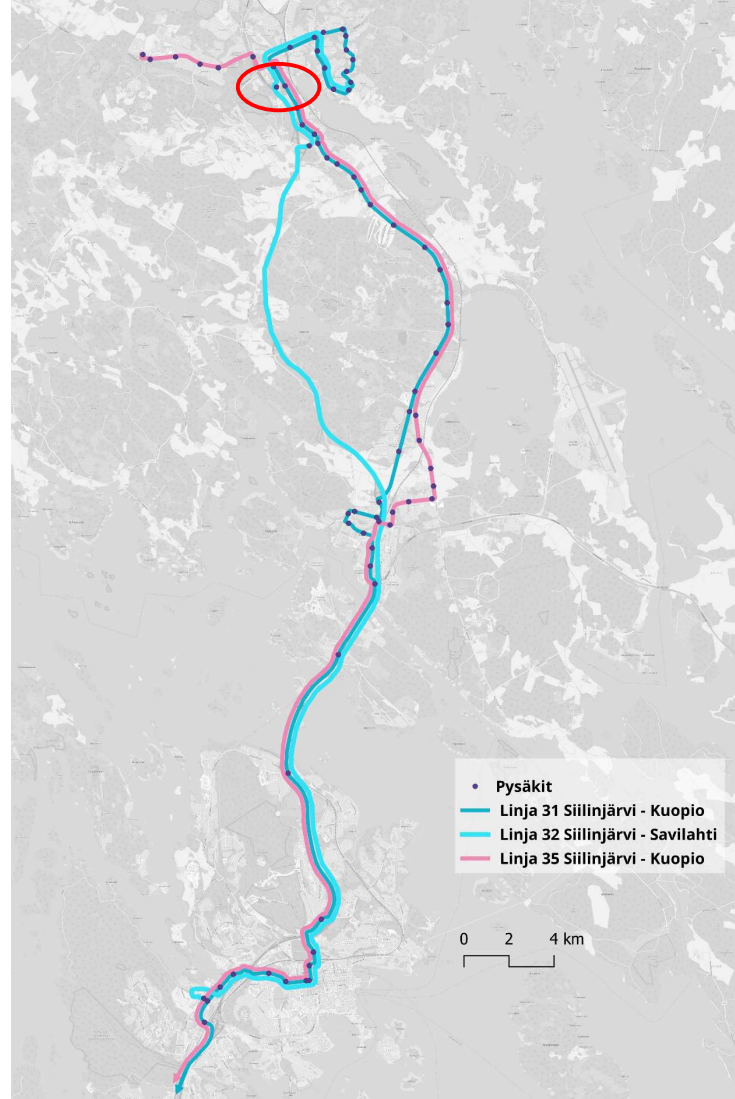 Pysäkit
Linja 31 Siilinjärvi - Kuopio
Linja 32 Siilinjärvi - Savilahti
Linja 35 Siilinjärvi - Kuopio
0 2 4 km